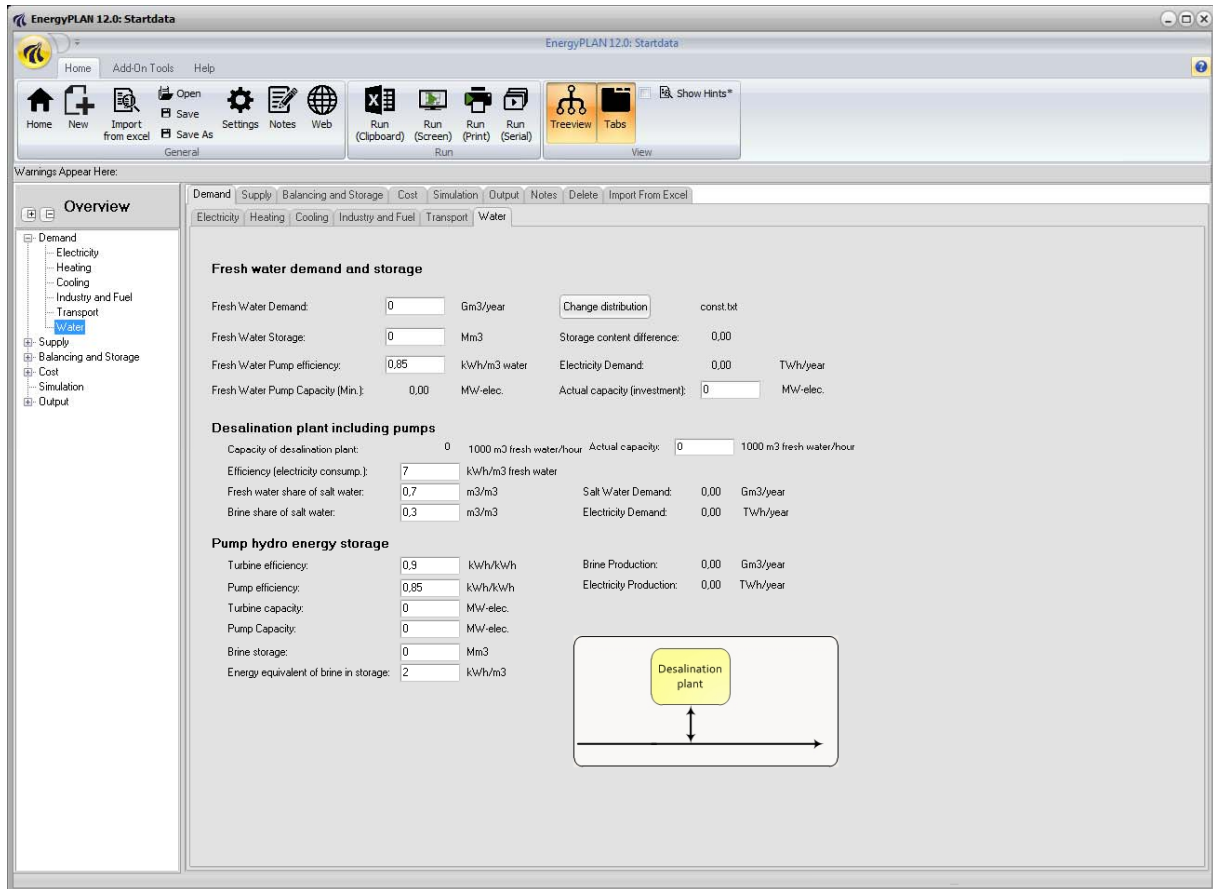 EnergyPLAN 12.0: Startdata
EnergyPLAN 12.0: Startdata
Home Add-On Tools Help
Home New Import from excel Open Save Save As Settings Notes Web Run (Clipboard) Run (Screen) Run (Print) Run (Serial) Treeview Tabs Show Hints*
General Run View
Warnings Appear Here:
Overview
Demand
Electricity
Heating
Cooling
Industry and Fuel
Transport
Water
Supply
Balancing and Storage
Cost
Simulation
Output
Demand Supply Balancing and Storage Cost Simulation Output Notes Delete Import From Excel
Electricity Heating Cooling Industry and Fuel Transport Water
Fresh water demand and storage
Fresh Water Demand: 0 Gm3/year Change distribution const.txt
Fresh Water Storage: 0 Mm3 Storage content difference: 0,00
Fresh Water Pump efficiency: 0,85 kWh/m3 water Electricity Demand: 0,00 TWh/year
Fresh Water Pump Capacity (Min.): 0,00 MW-elec. Actual capacity (investment): 0 MW-elec.
Desalination plant including pumps
Capacity of desalination plant: 0 1000 m3 fresh water/hour Actual capacity: 0 1000 m3 fresh water/hour
Efficiency (electricity consump.): 7 kWh/m3 fresh water
Fresh water share of salt water: 0,7 m3/m3 Salt Water Demand: 0,00 Gm3/year
Brine share of salt water: 0,3 m3/m3 Electricity Demand: 0,00 TWh/year
Pump hydro energy storage
Turbine efficiency: 0,9 kWh/kWh Brine Production: 0,00 Gm3/year
Pump efficiency: 0,85 kWh/kWh Electricity Production: 0,00 TWh/year
Turbine capacity: 0 MW-elec.
Pump Capacity: 0 MW-elec.
Brine storage: 0 Mm3
Energy equivalent of brine in storage: 2 kWh/m3
Desalination
plant